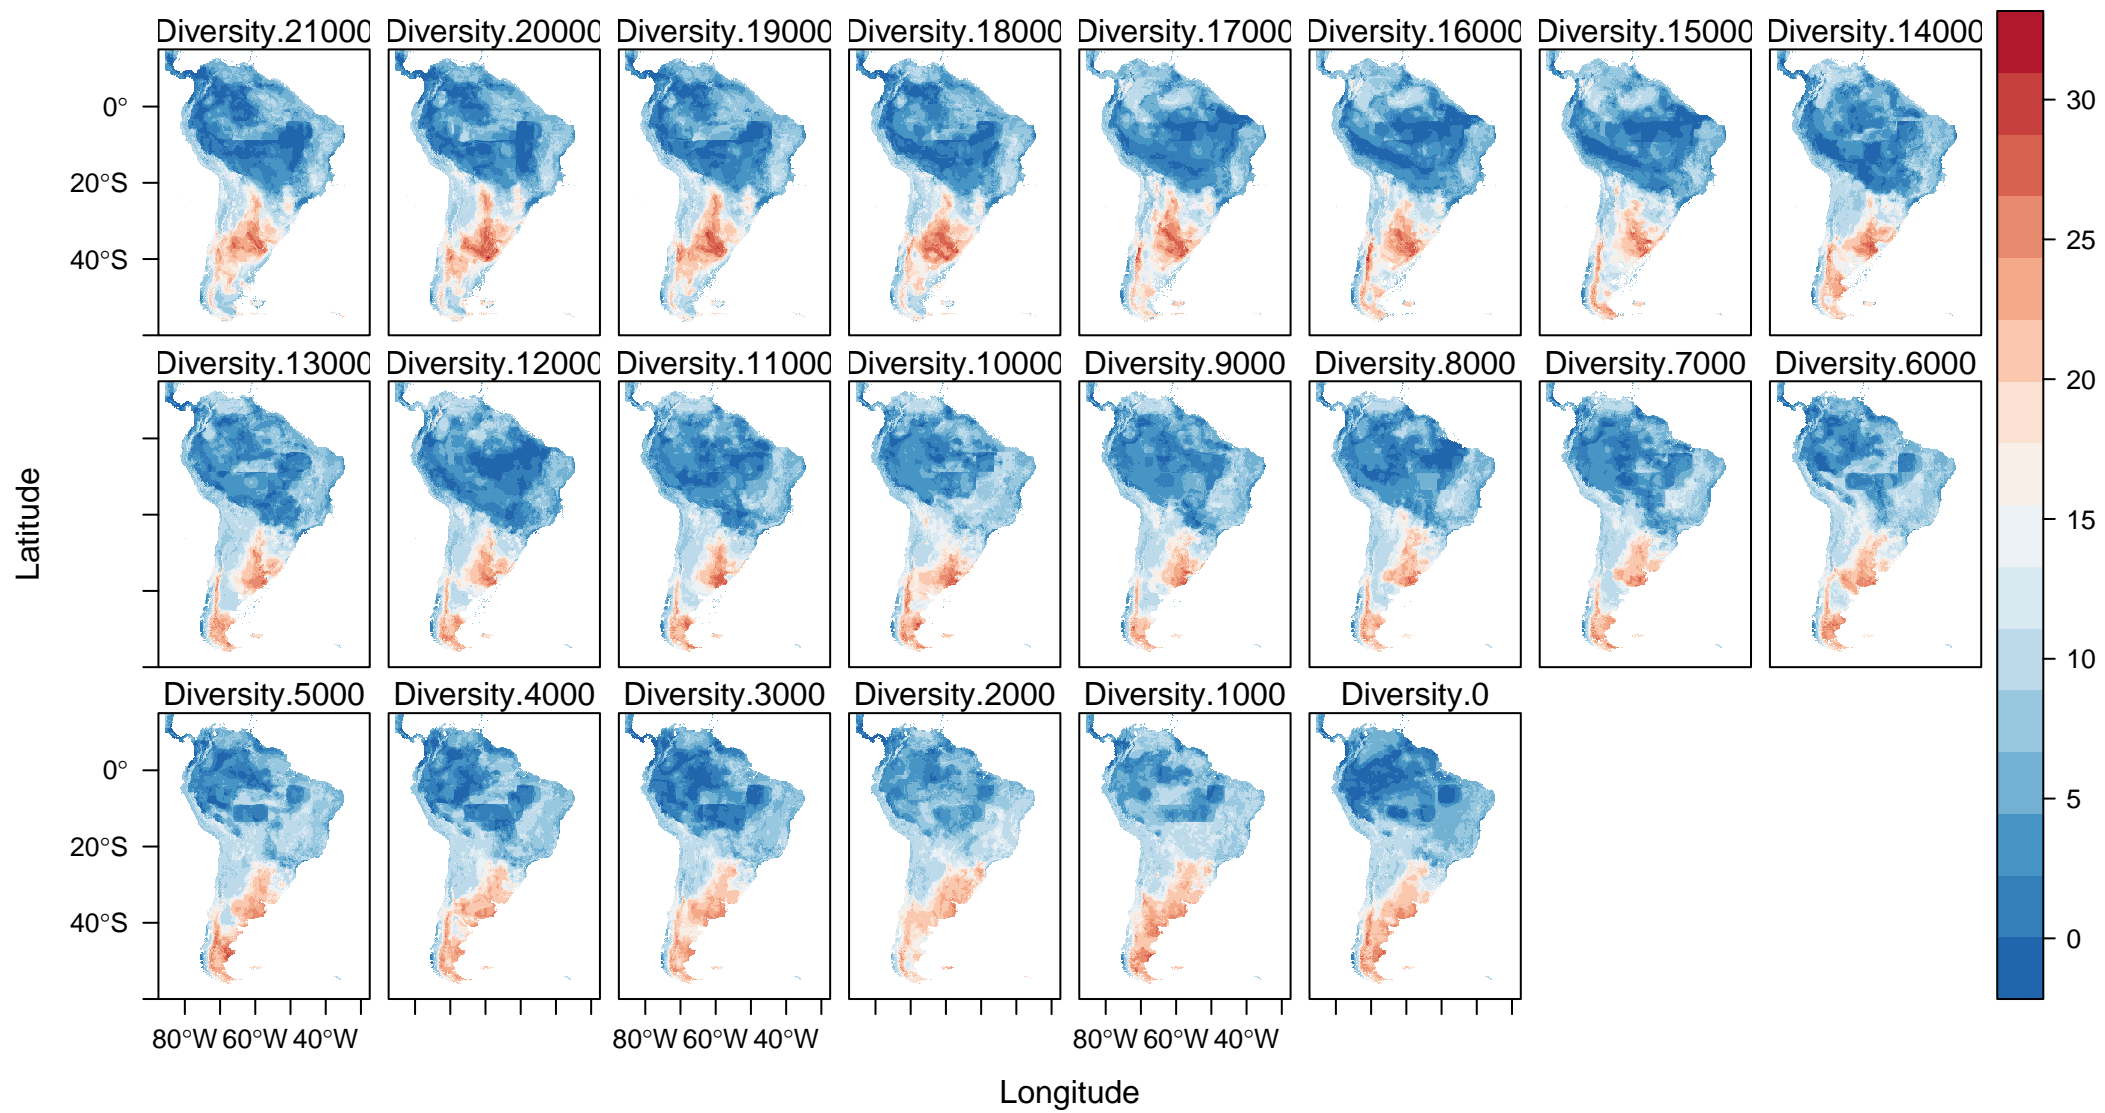 Diversity.21000 Diversity.20000 Diversity.19000 Diversity.18000 Diversity.17000 Diversity.16000 Diversity.15000 Diversity.14000
0°
20°S
40°S
Diversity.13000 Diversity.12000 Diversity.11000 Diversity.10000 Diversity.9000 Diversity.8000 Diversity.7000 Diversity.6000
Latitude
Diversity.5000 Diversity.4000 Diversity.3000 Diversity.2000 Diversity.1000 Diversity.0
0°
20°S
40°S
80°W 60°W 40°W 80°W 60°W 40°W 80°W 60°W 40°W
Longitude
30
25
20
15
10
5
0